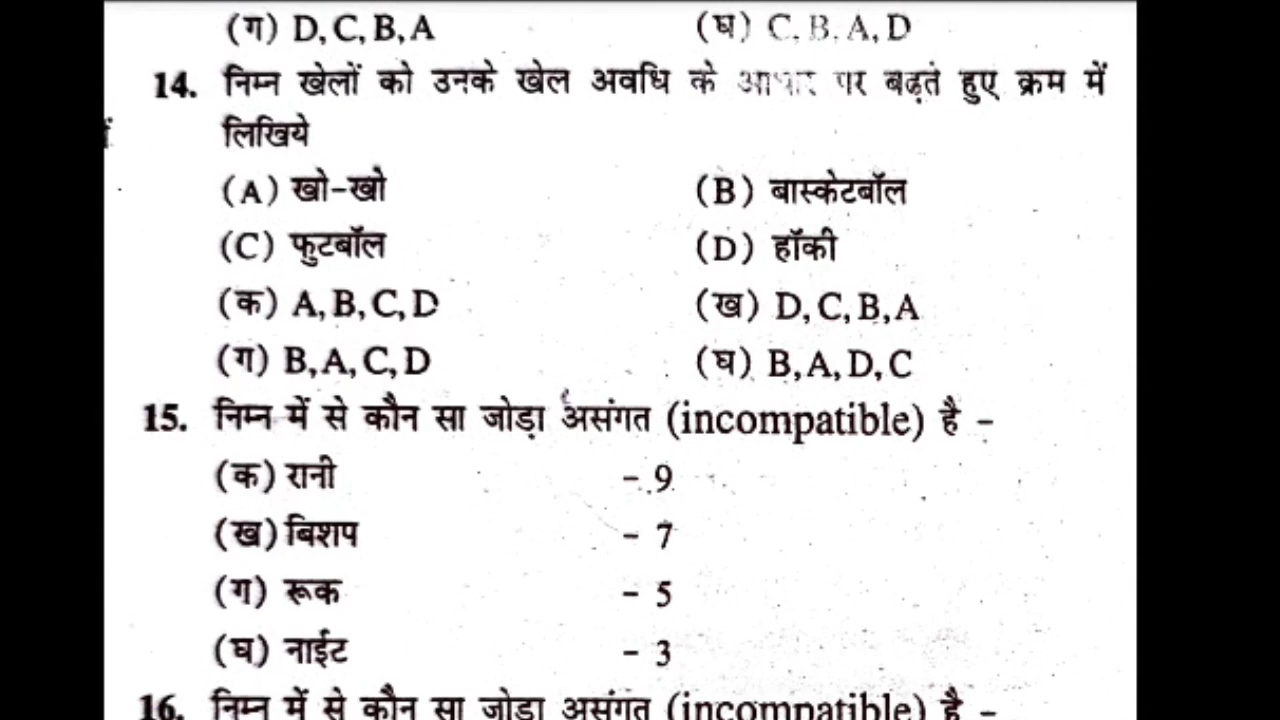 (ग) D, C, B, A (घ) C, B, A, D
14. निम्न खेलों को उनके खेल अवधि के आधार पर बढ़ते हुए क्रम में
लिखिये
(A) खो-खो (B) बास्केटबॉल
(C) फुटबॉल (D) हॉकी
(क) A, B, C, D (ख) D, C, B, A
(ग) B, A, C, D (घ) B, A, D, C
15. निम्न में से कौन सा जोड़ा असंगत (incompatible) है -
(क) रानी - 9
(ख) बिशप - 7
(ग) रूक - 5
(घ) नाईट - 3
16. निम्न में से कौन सा जोड़ा असंगत (incompatible) है -